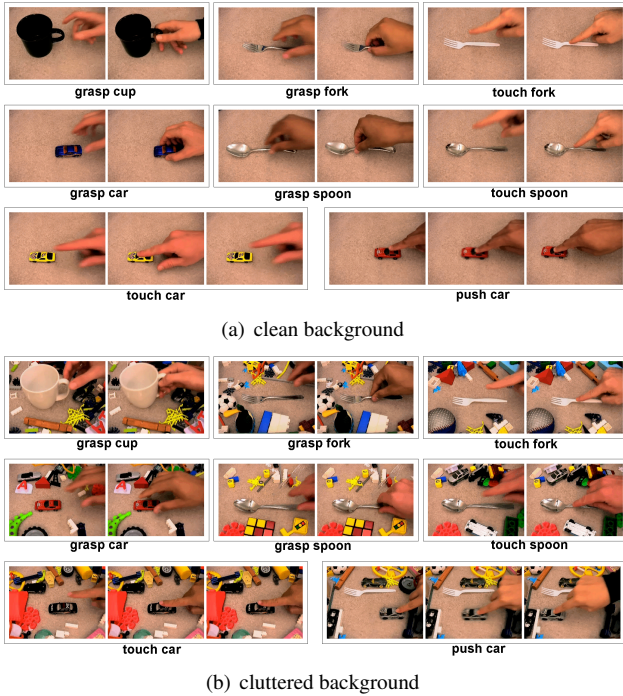 grasp cup
grasp fork
touch fork
grasp car
grasp spoon
touch spoon
touch car
push car
(a) clean background
grasp cup
grasp fork
touch fork
grasp car
grasp spoon
touch spoon
touch car
push car
(b) cluttered background